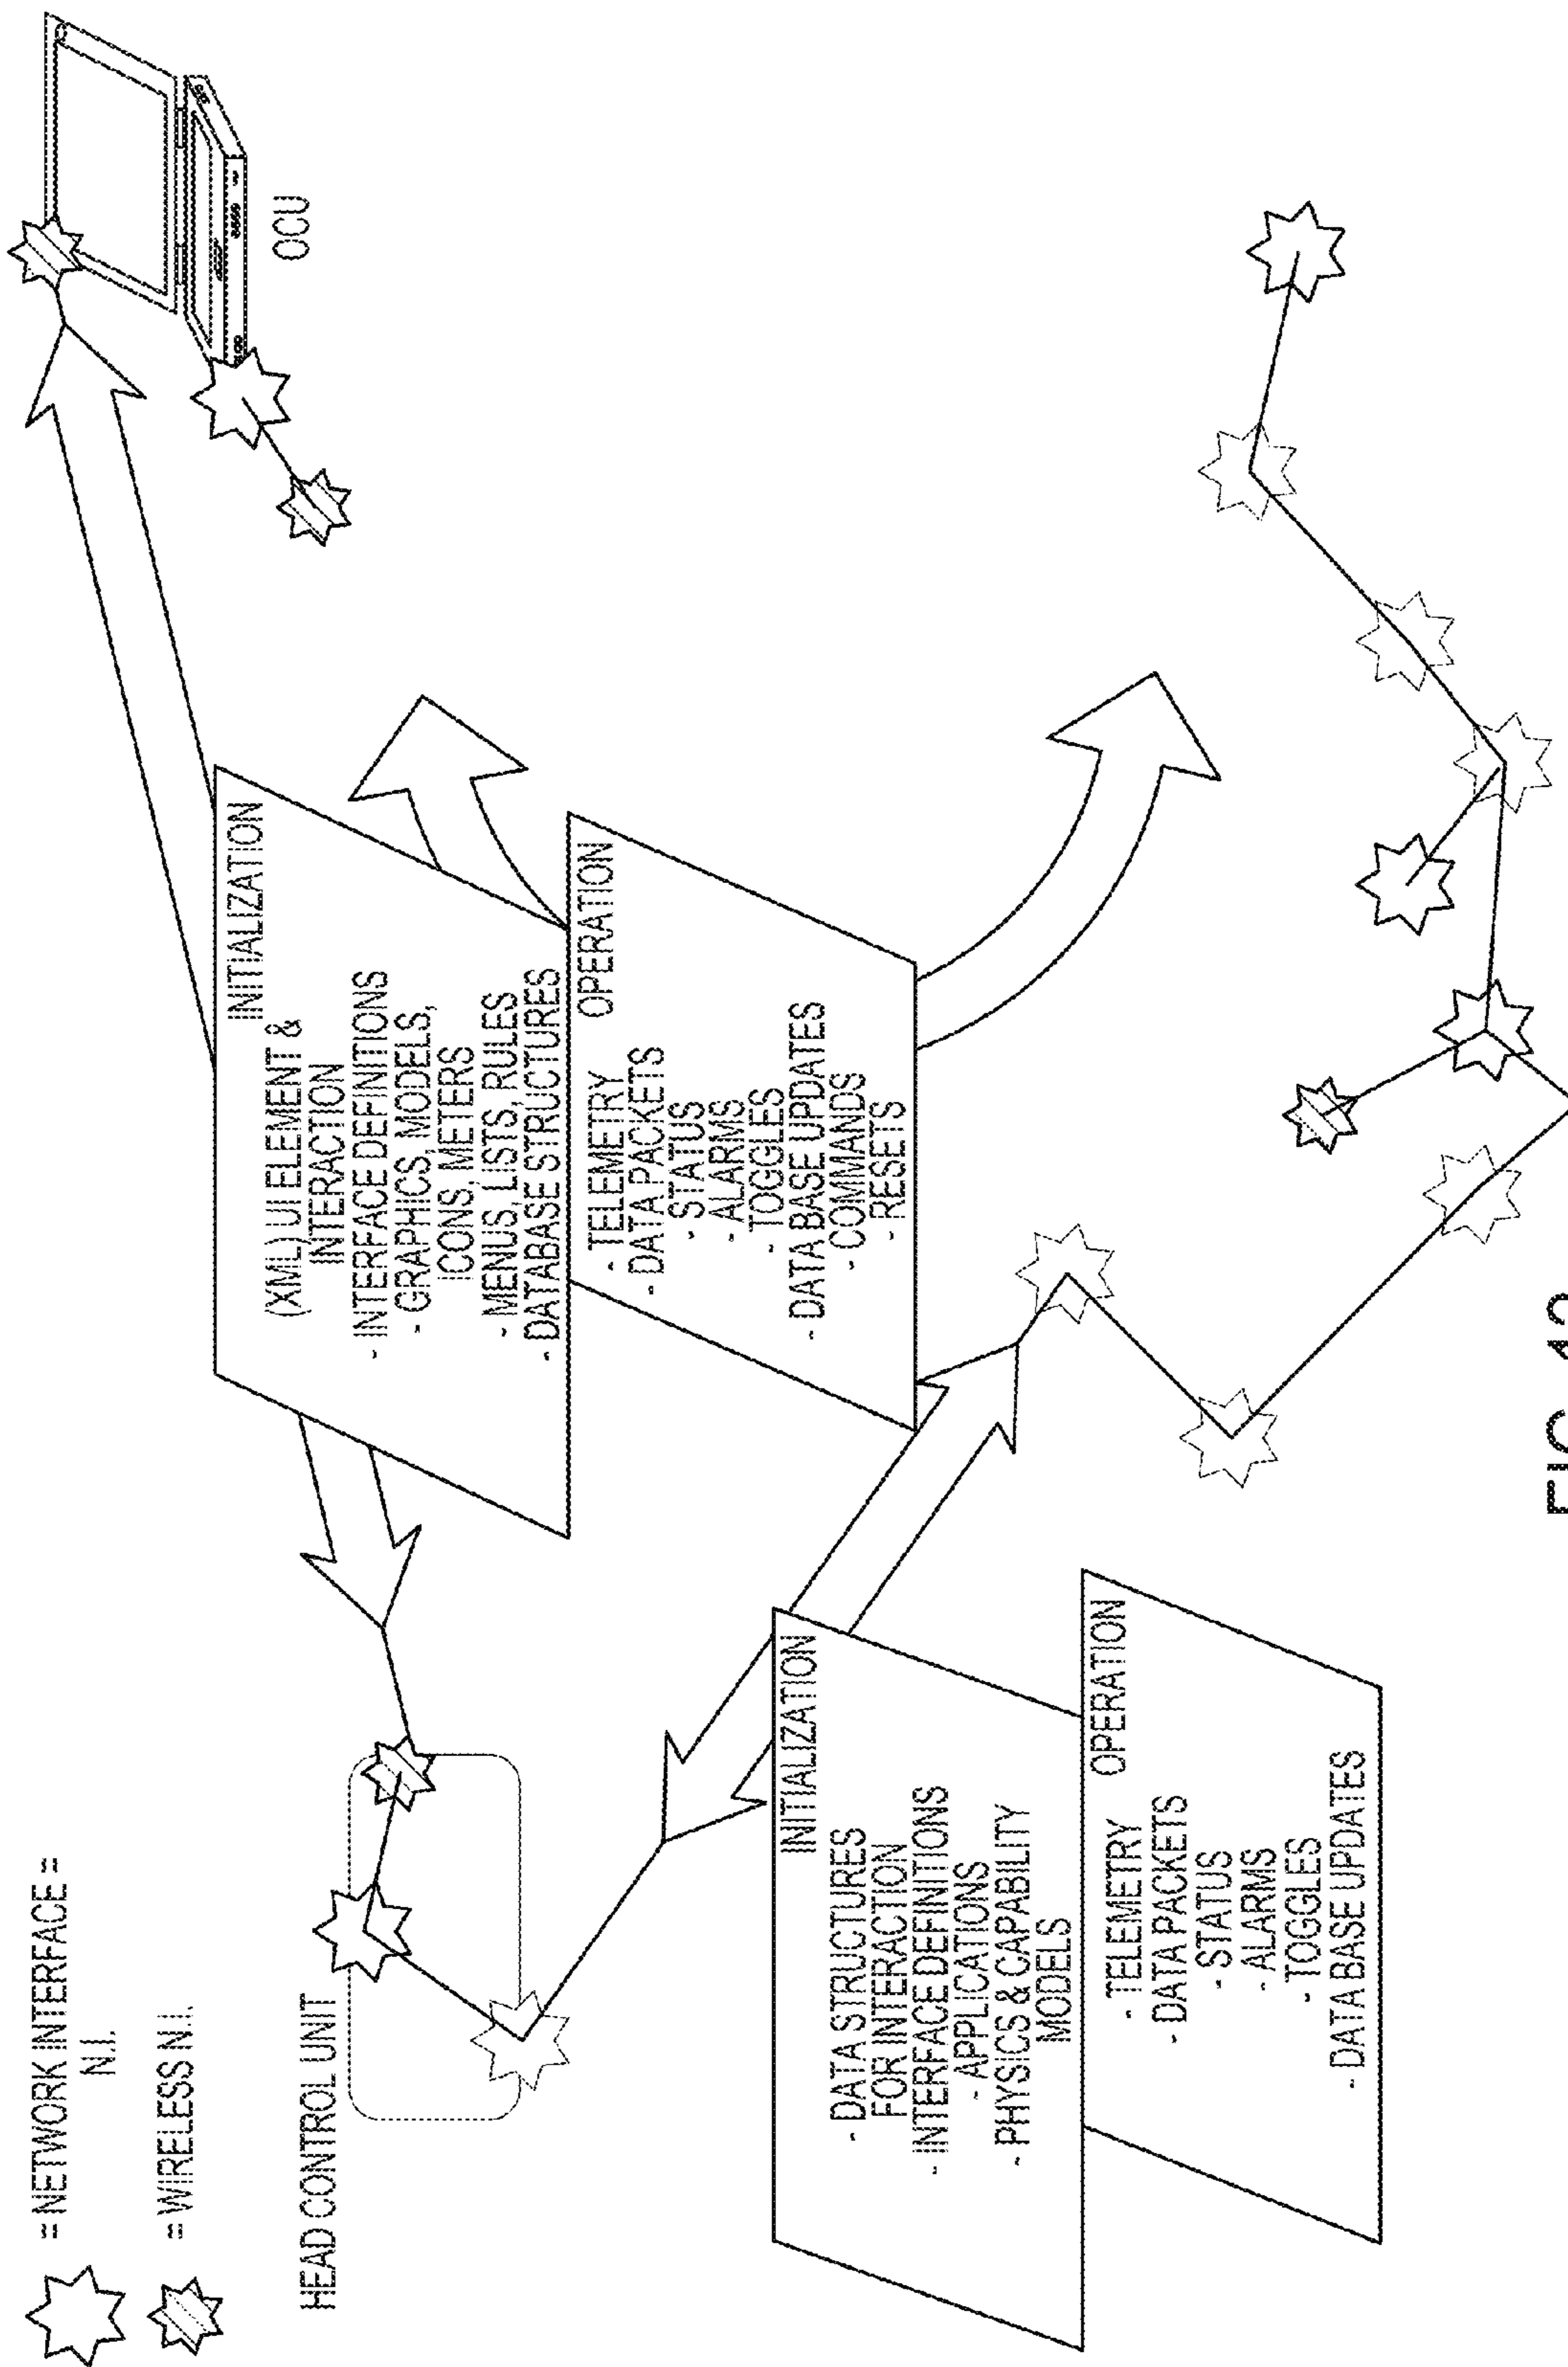 = NETWORK INTERFACE =
N.I.
= WIRELESS N.I.
HEAD CONTROL UNIT
OCU
INITIALIZATION
(XML) UI ELEMENT &
INTERACTION
- INTERFACE DEFINITIONS
- GRAPHICS, MODELS,
ICONS, METERS
- MENUS, LISTS, RULES
- DATABASE STRUCTURES
OPERATION
- TELEMETRY
- DATA PACKETS
- STATUS
- ALARMS
- TOGGLES
- DATA BASE UPDATES
- COMMANDS
- RESETS
INITIALIZATION
- DATA STRUCTURES
FOR INTERACTION
- INTERFACE DEFINITIONS
- APPLICATIONS
- PHYSICS & CAPABILITY
MODELS
OPERATION
- TELEMETRY
- DATA PACKETS
- STATUS
- ALARMS
- TOGGLES
- DATA BASE UPDATES
FIG.